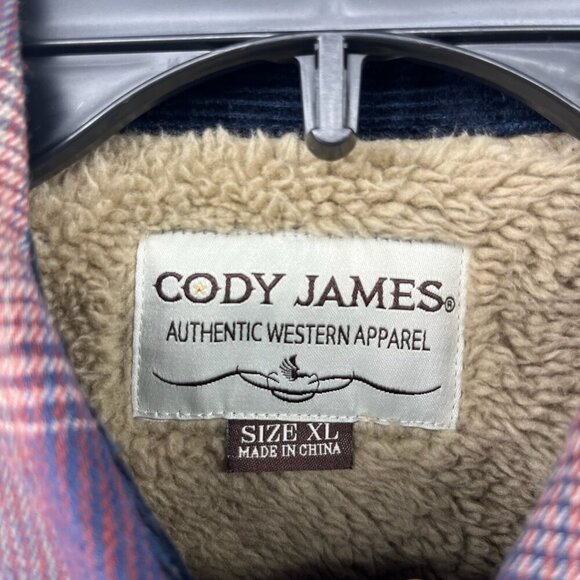 CODY JAMES®
AUTHENTIC WESTERN APPAREL
SIZE XL
MADE IN CHINA